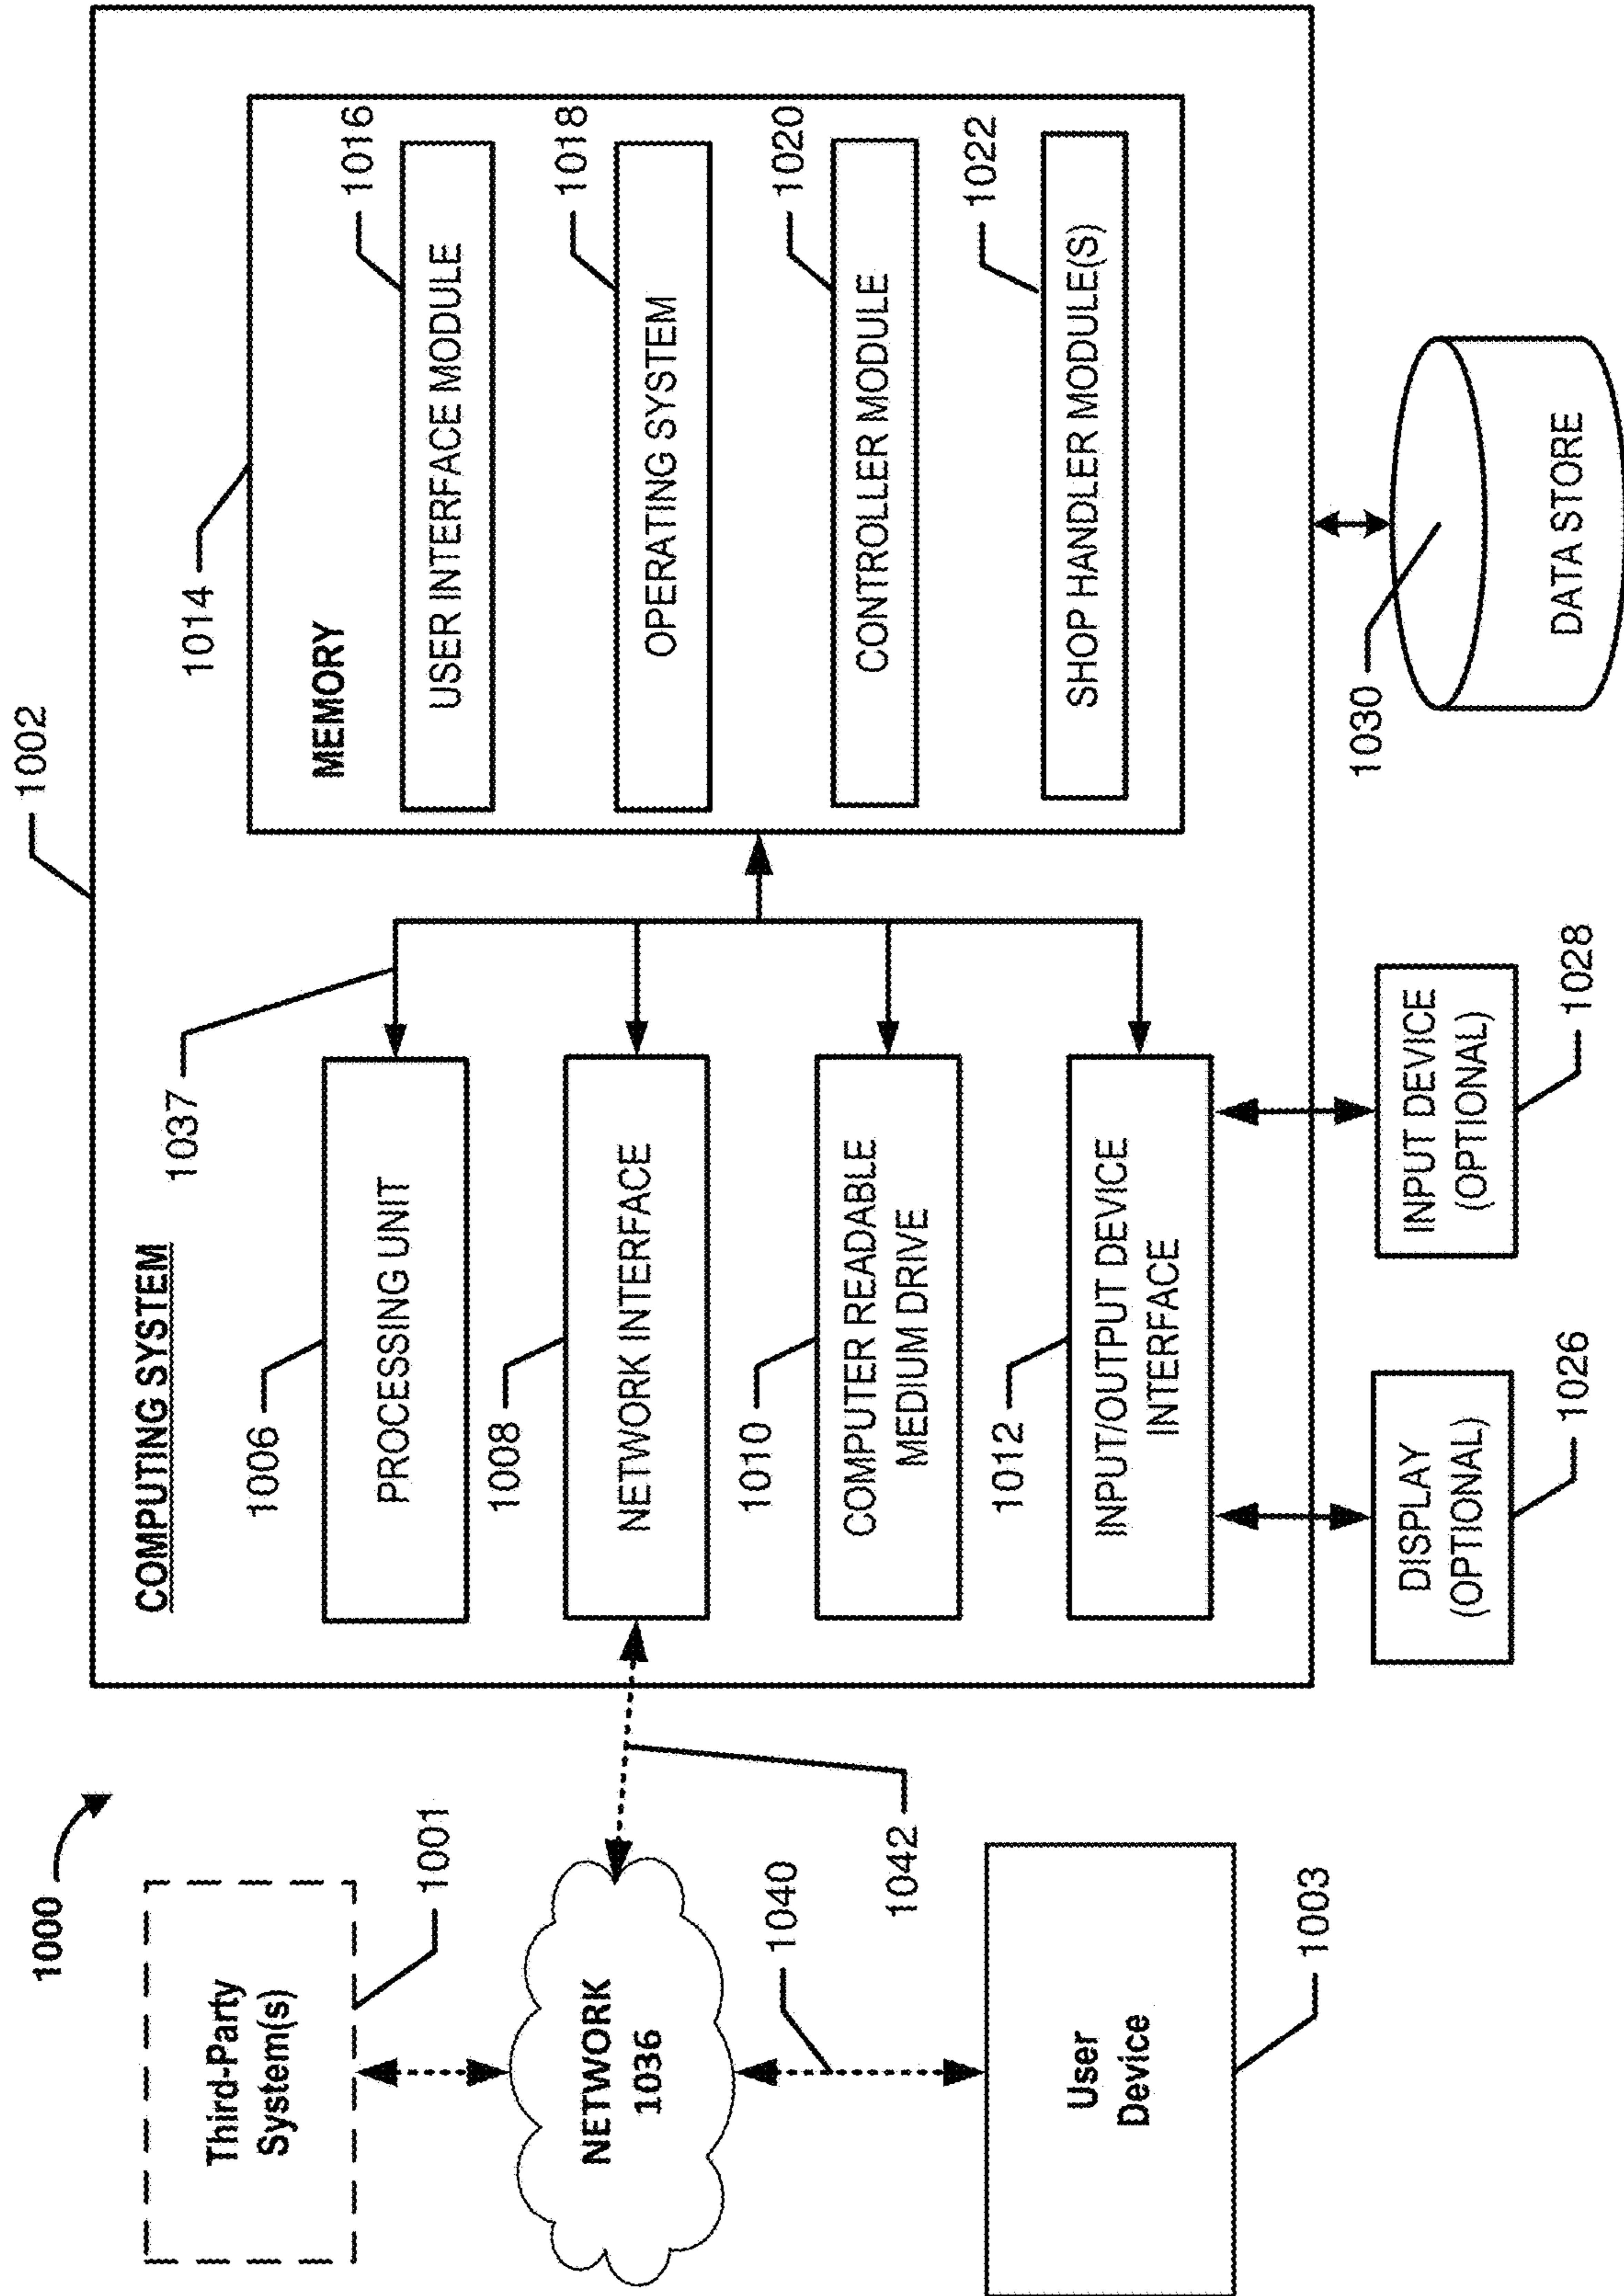 1000
Third-Party
System(s)
1001
NETWORK
1036
1042
1040
User
Device
1003
1002
COMPUTING SYSTEM
1037
1006
PROCESSING UNIT
1008
NETWORK INTERFACE
1010
COMPUTER READABLE
MEDIUM DRIVE
1012
INPUT/OUTPUT DEVICE
INTERFACE
1014
MEMORY
1016
USER INTERFACE MODULE
1018
OPERATING SYSTEM
1020
CONTROLLER MODULE
1022
SHOP HANDLER MODULE(S)
DISPLAY
(OPTIONAL)
1026
INPUT DEVICE
(OPTIONAL)
1028
1030
DATA STORE